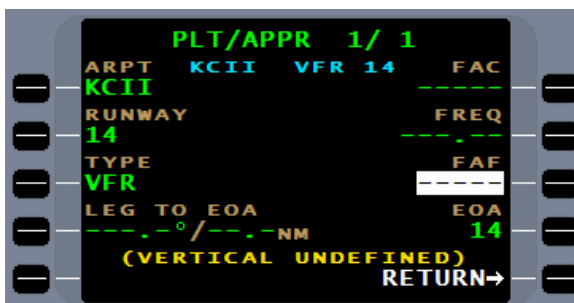 PLT/APPR 1/ 1
ARPT KCII VFR 14 FAC
KCII -----
RUNWAY FREQ
14 ---.--
TYPE FAF
VFR -----
LEG TO EOA EOA
---.-°/--.-NM 14
(VERTICAL UNDEFINED)
RETURN→